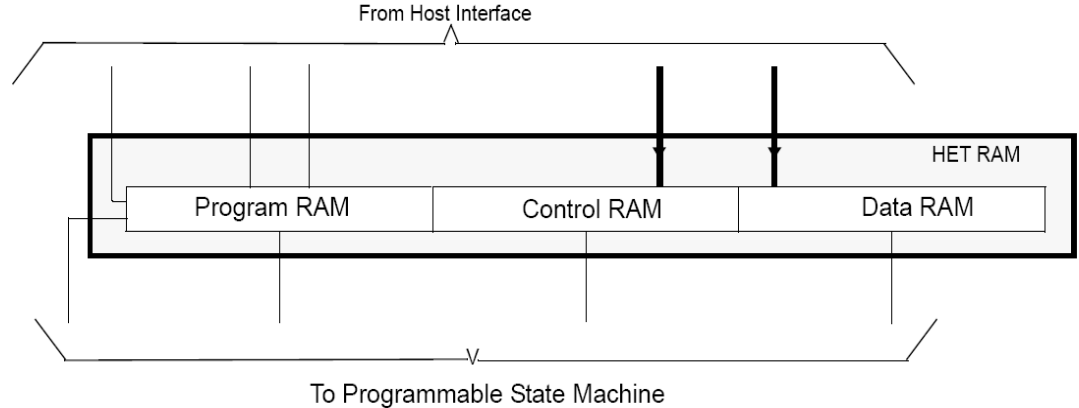 From Host Interface
HET RAM
Program RAM
Control RAM
Data RAM
To Programmable State Machine